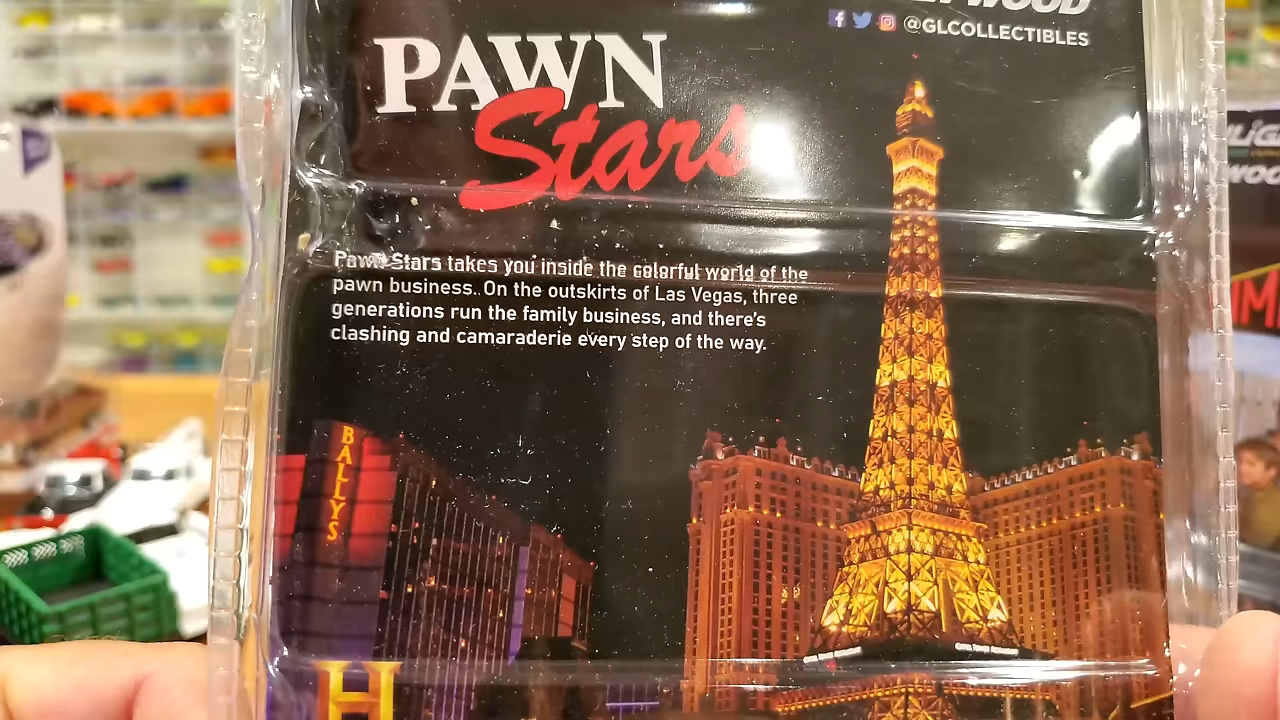 @GLCOLLECTIBLES
PAWN
Stars
Pawn Stars takes you inside the colorful world of the
pawn business. On the outskirts of Las Vegas, three
generations run the family business, and there's
clashing and camaraderie every step of the way.
BALLY'S
H